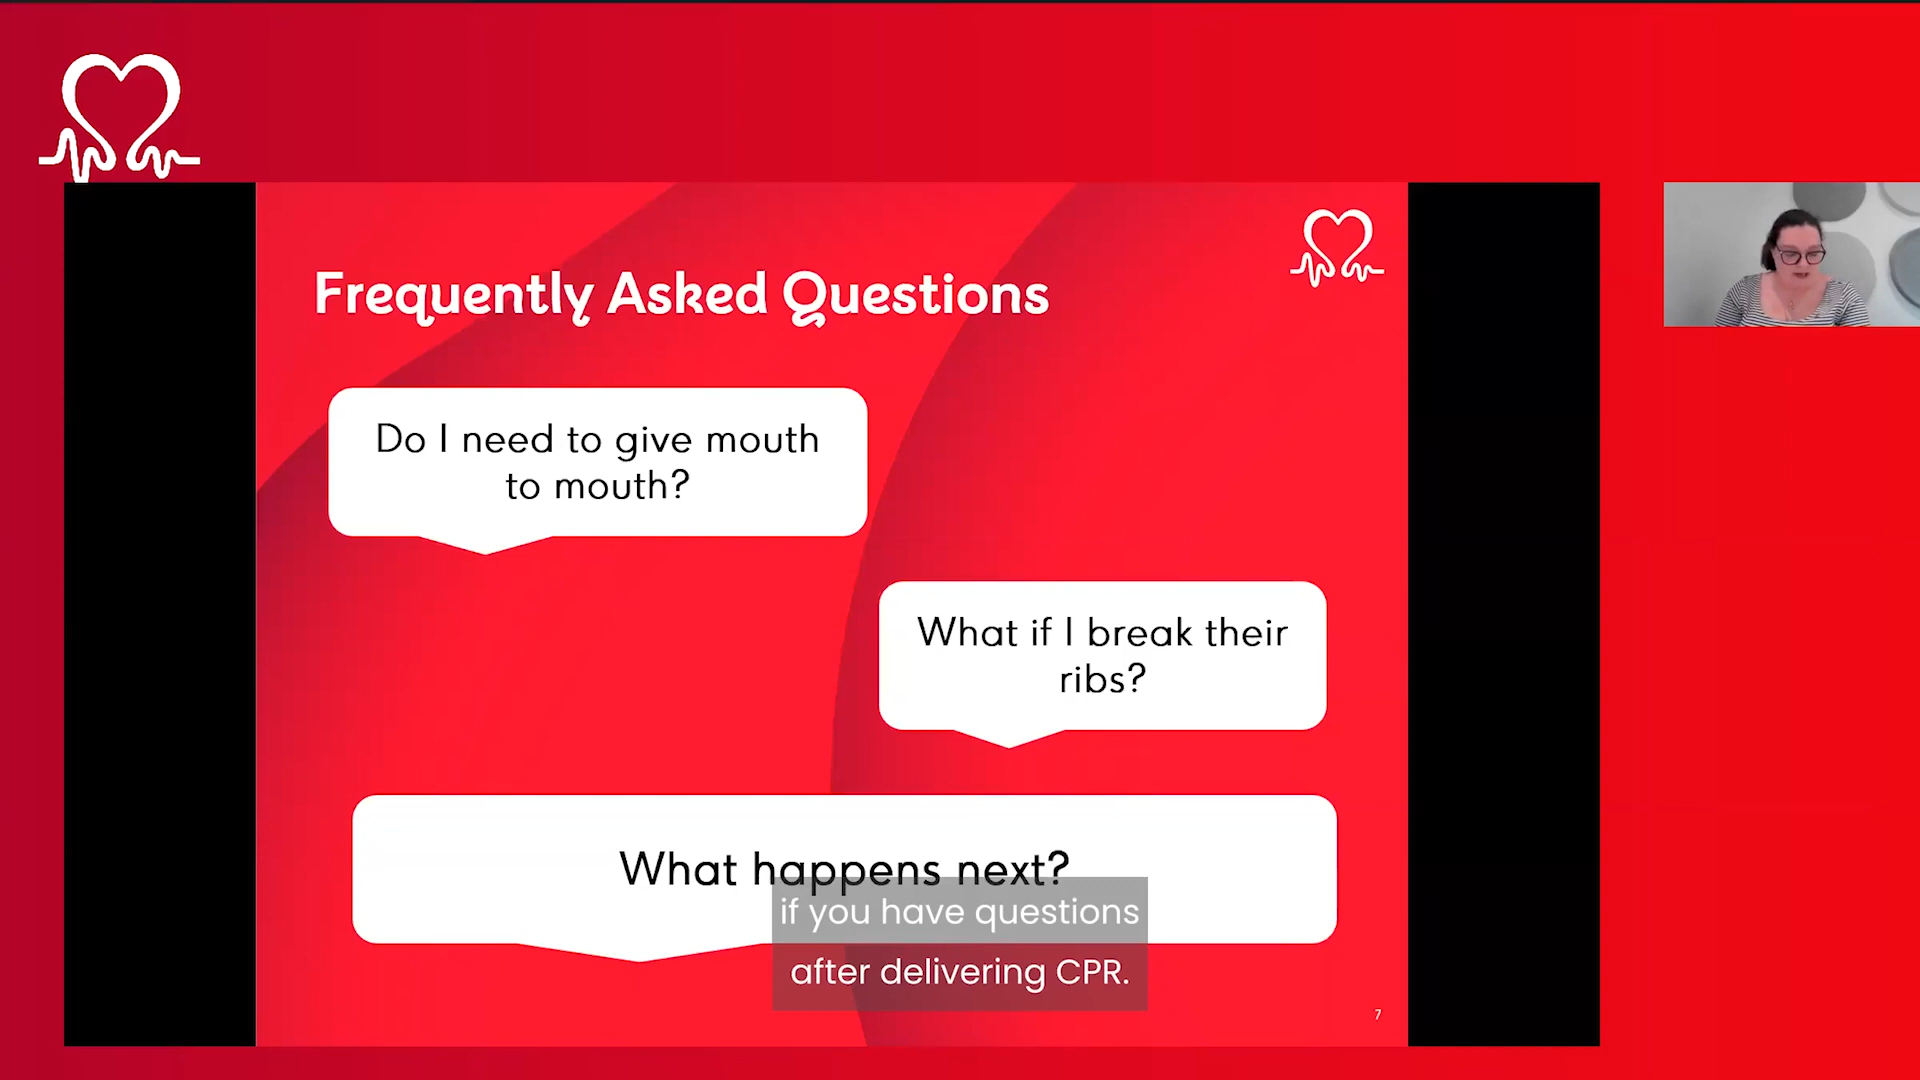 Frequently Asked Questions
Do I need to give mouth
to mouth?
What if I break their
ribs?
What happens next?
if you have questions
after delivering CPR.
7